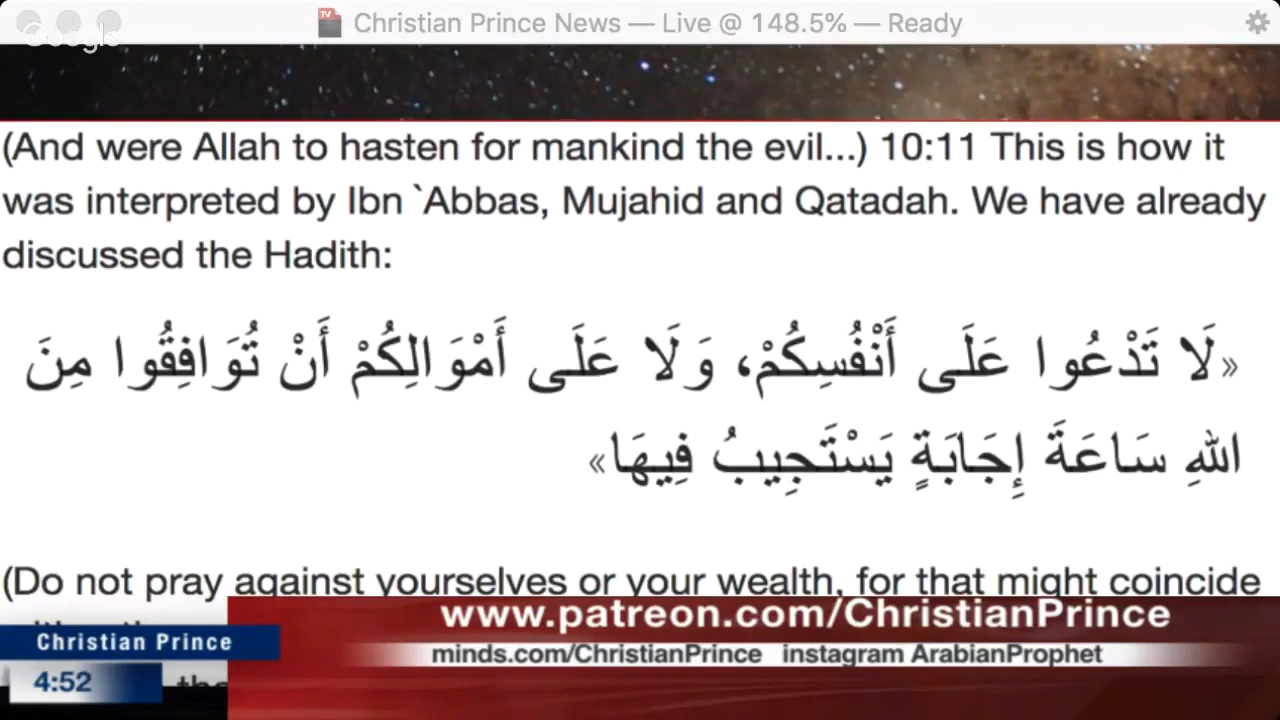 Christian Prince News — Live @ 148.5% — Ready
Google
(And were Allah to hasten for mankind the evil...) 10:11 This is how it
was interpreted by Ibn `Abbas, Mujahid and Qatadah. We have already
discussed the Hadith:
«لَا تَدْعُوا عَلَى أَنْفُسِكُمْ، وَلَا عَلَى أَمْوَالِكُمْ أَنْ تُوَافِقُوا مِنَ
اللهِ سَاعَةَ إِجَابَةٍ يَسْتَجِيبُ فِيهَا»
(Do not pray against yourselves or your wealth, for that might coincide
www.patreon.com/ChristianPrince
Christian Prince
minds.com/ChristianPrince instagram ArabianProphet
4:52